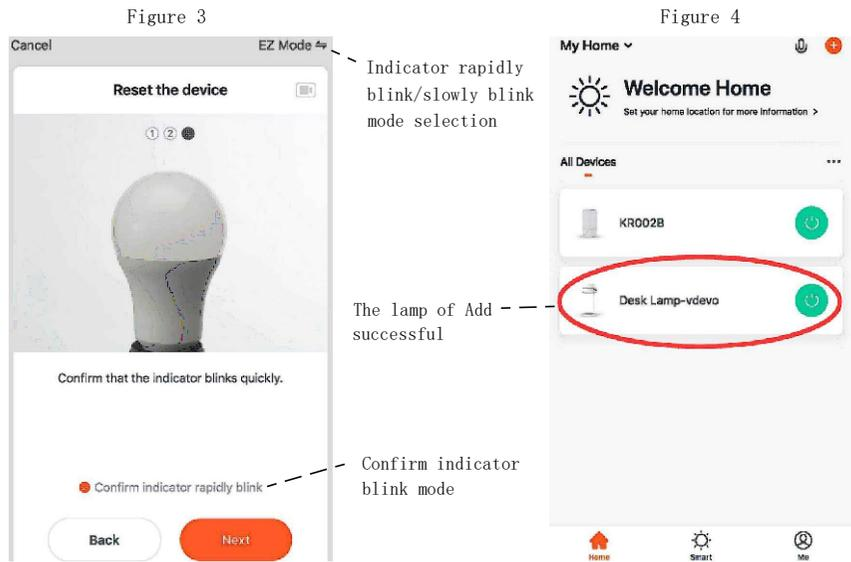 Figure 3
Cancel
EZ Mode ⇋
Reset the device
1 2
Confirm that the indicator blinks quickly.
Confirm indicator rapidly blink
Back
Next
Indicator rapidly
blink/slowly blink
mode selection
The lamp of Add
successful
Confirm indicator
blink mode
Figure 4
My Home
Welcome Home
Set your home location for more information >
All Devices
KR002B
Desk Lamp-vdevo
Home
Smart
Me